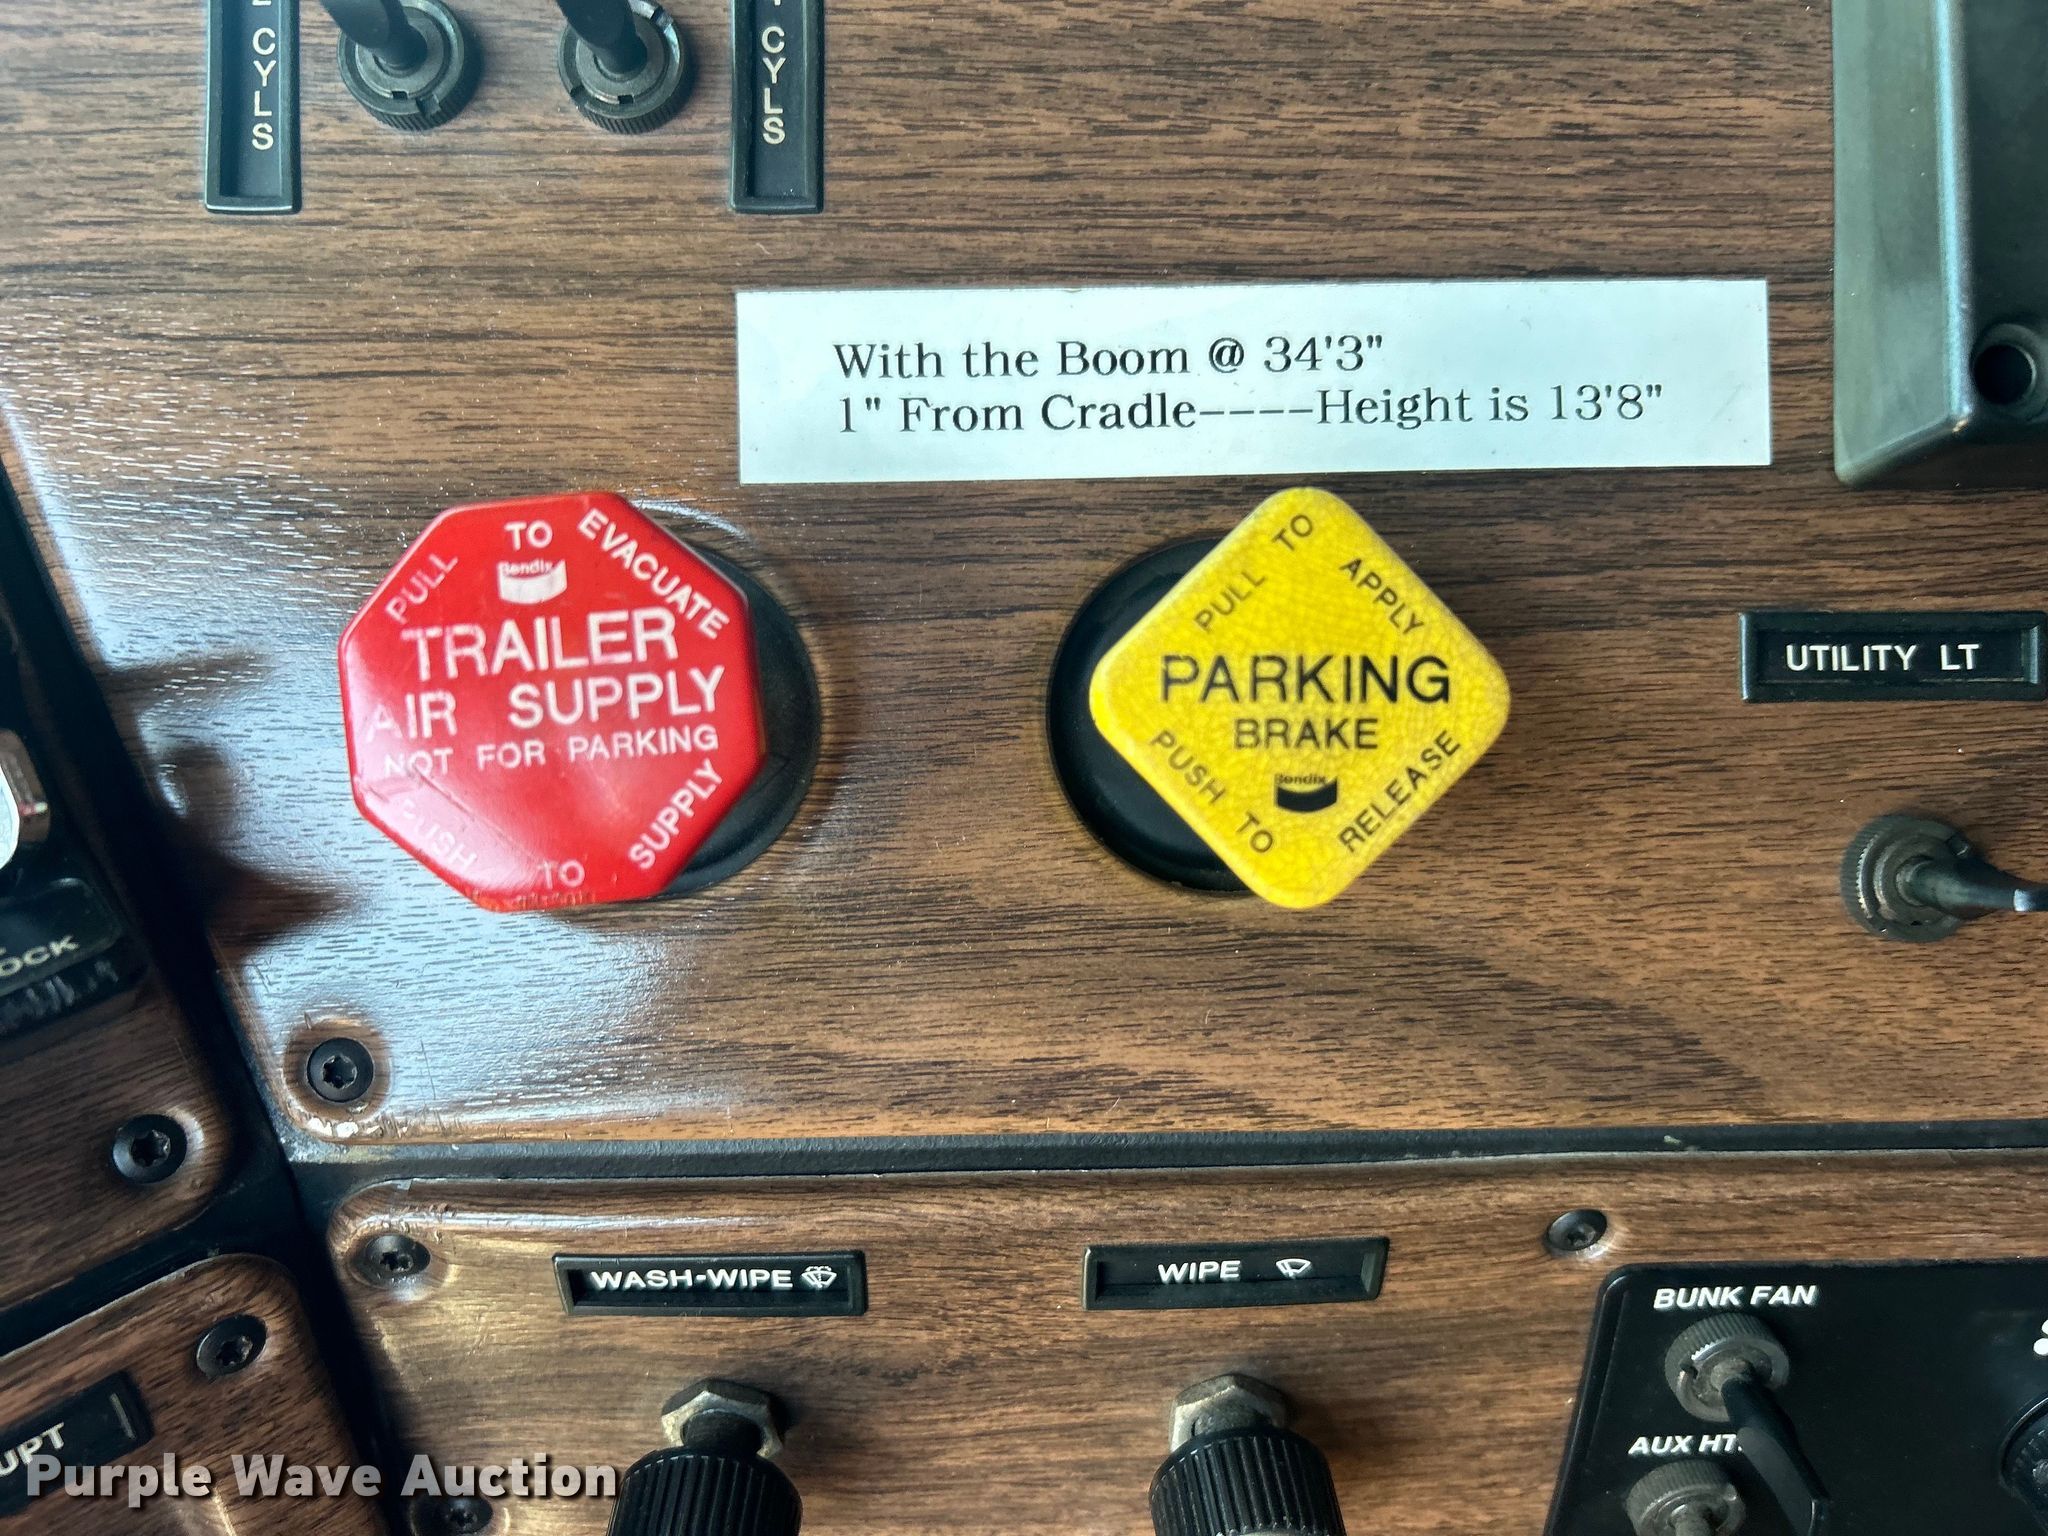 CYLS
CYLS
With the Boom @ 34'3"
1" From Cradle----Height is 13'8"
PULL TO EVACUATE
Bendix
TRAILER
AIR SUPPLY
NOT FOR PARKING
PUSH TO SUPPLY
PULL TO APPLY
PARKING
BRAKE
Bendix
PUSH TO RELEASE
UTILITY LT
WASH-WIPE
WIPE
BUNK FAN
AUX
Purple Wave Auction